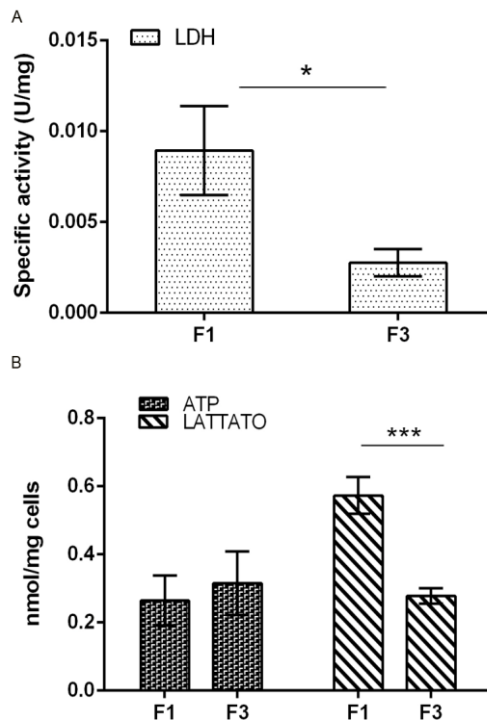 A
LDH
*
Specific activity (U/mg)
0.015
0.010
0.005
0.000
F1 F3
B
ATP
LATTATO
***
nmol/mg cells
0.8
0.6
0.4
0.2
0.0
F1 F3 F1 F3